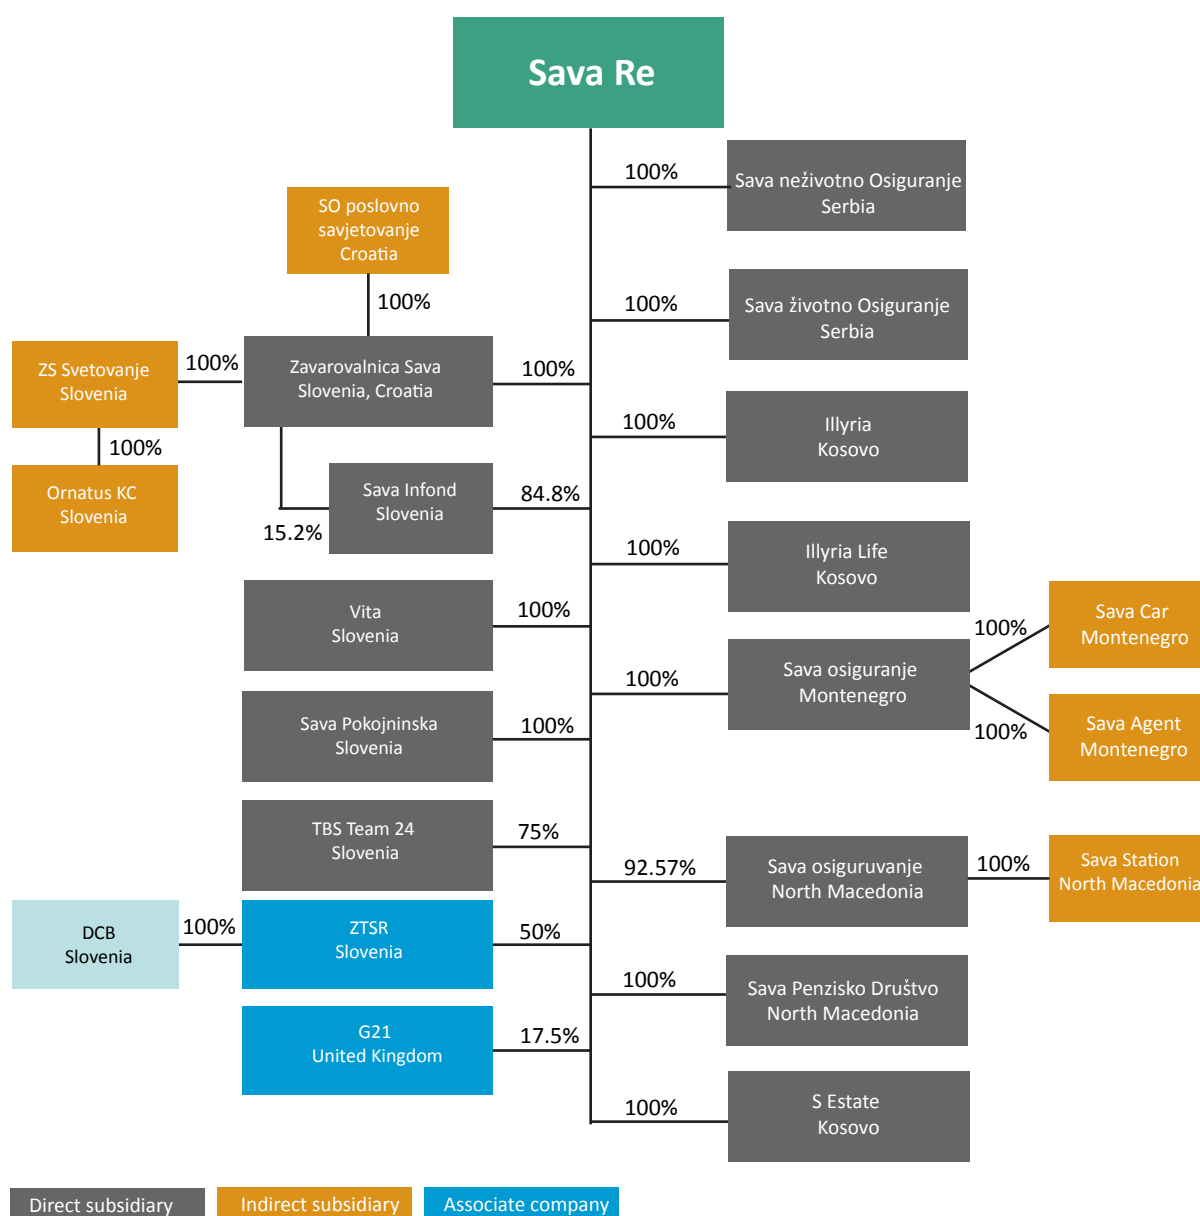 Sava Re
100%
Sava neživotno Osiguranje
Serbia
SO poslovno
savjetovanje
Croatia
100%
100%
Sava životno Osiguranje
Serbia
ZS Svetovanje
Slovenia
100%
Zavarovalnica Sava
Slovenia, Croatia
100%
100%
Illyria
Kosovo
100%
Ornatus KC
Slovenia
15.2%
Sava Infond
Slovenia
84.8%
100%
Illyria Life
Kosovo
Vita
Slovenia
100%
100%
Sava Car
Montenegro
100%
Sava osiguranje
Montenegro
100%
Sava Agent
Montenegro
Sava Pokojninska
Slovenia
100%
TBS Team 24
Slovenia
75%
92.57%
Sava osiguruvanje
North Macedonia
100%
Sava Station
North Macedonia
DCB
Slovenia
100%
ZTSR
Slovenia
50%
100%
Sava Penzisko Društvo
North Macedonia
G21
United Kingdom
17.5%
100%
S Estate
Kosovo
Direct subsidiary
Indirect subsidiary
Associate company